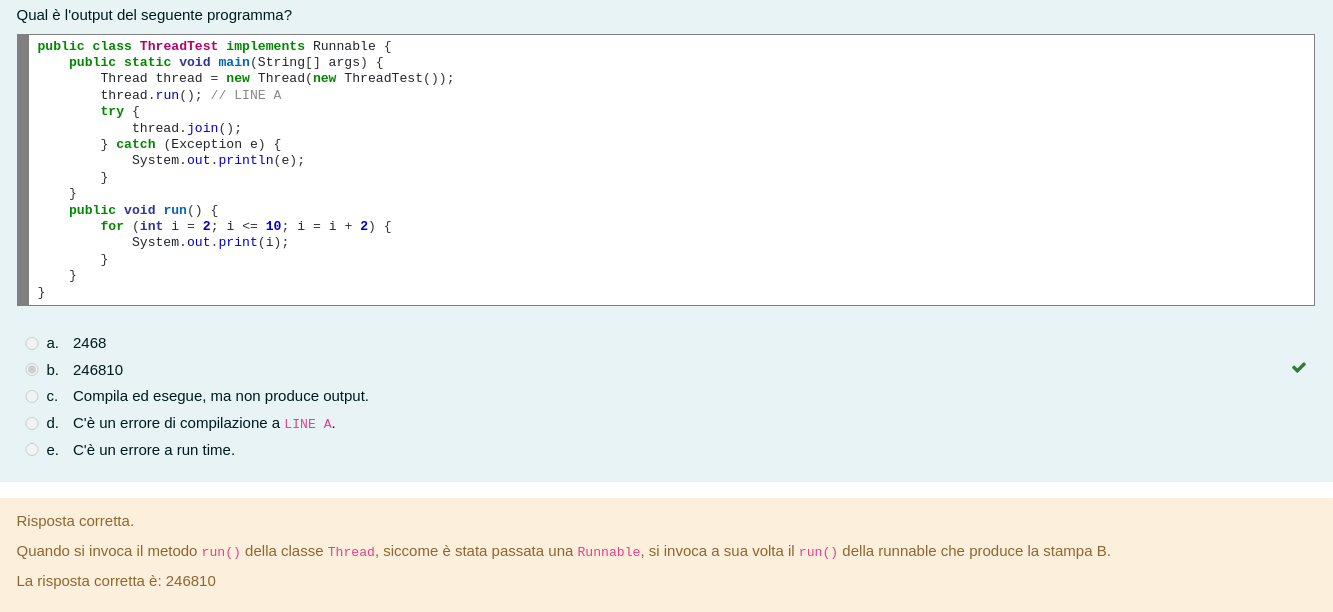 Qual è l'output del seguente programma?
public class ThreadTest implements Runnable {
    public static void main(String[] args) {
        Thread thread = new Thread(new ThreadTest());
        thread.run(); // LINE A
        try {
            thread.join();
        } catch (Exception e) {
            System.out.println(e);
        }
    }
    public void run() {
        for (int i = 2; i <= 10; i = i + 2) {
            System.out.print(i);
        }
    }
}
a. 2468
b. 246810
c. Compila ed esegue, ma non produce output.
d. C'è un errore di compilazione a LINE A.
e. C'è un errore a run time.
Risposta corretta.
Quando si invoca il metodo run() della classe Thread, siccome è stata passata una Runnable, si invoca a sua volta il run() della runnable che produce la stampa B.
La risposta corretta è: 246810